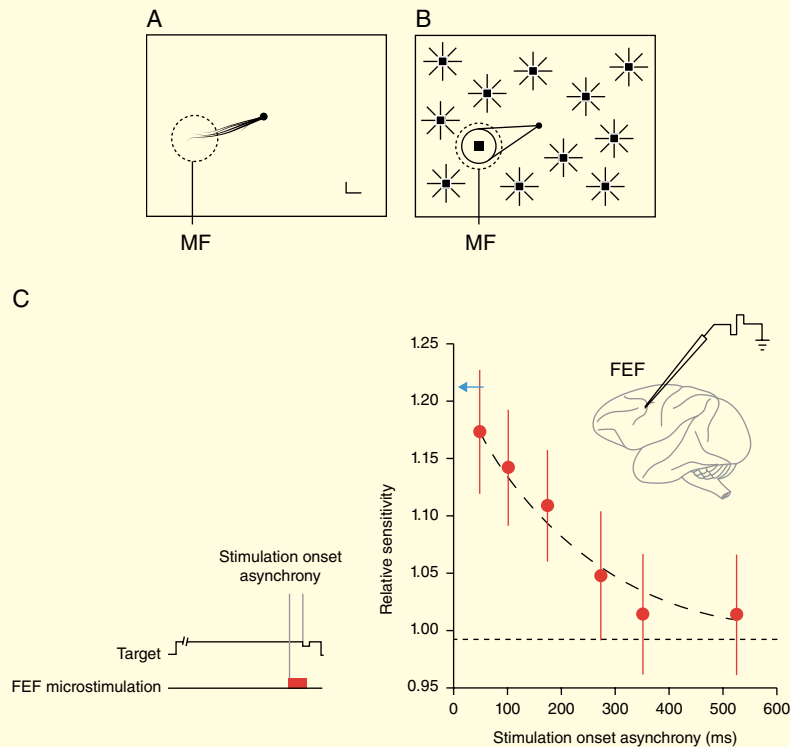 A
B
MF
MF
C
Stimulation onset
asynchrony
Target
FEF microstimulation
FEF
Relative sensitivity
1.25
1.20
1.15
1.10
1.05
1.00
0.95
0
100
200
300
400
500
600
Stimulation onset asynchrony (ms)